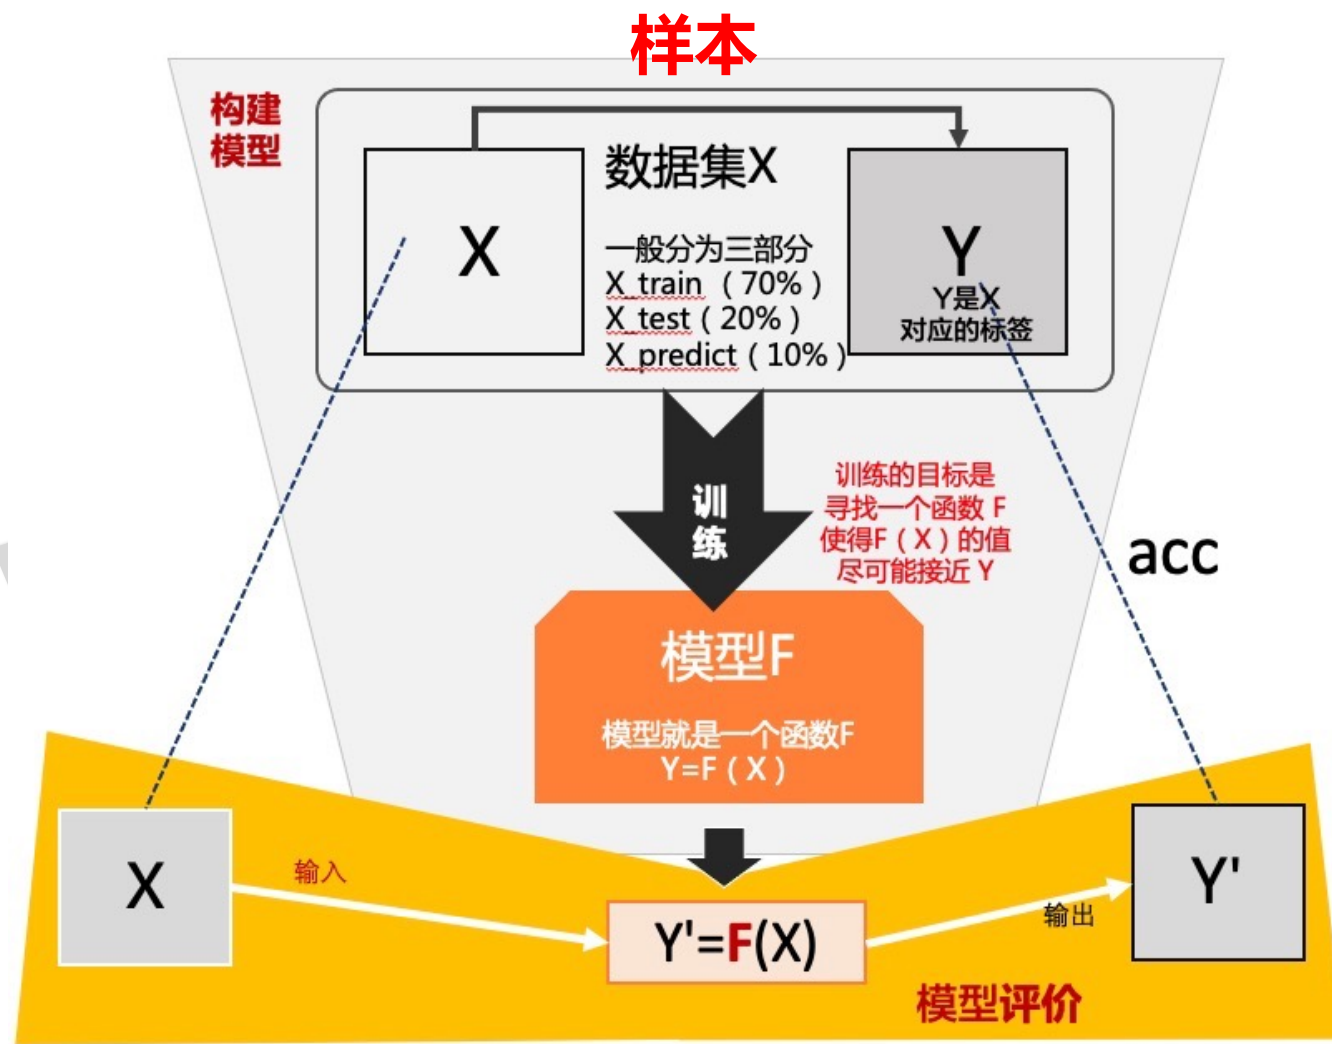 样本
构建
模型
数据集X
X
一般分为三部分
X_train （70%）
X_test（20%）
X_predict（10%）
Y
Y是X
对应的标签
训
练
训练的目标是
寻找一个函数 F
使得F（X）的值
尽可能接近 Y
acc
模型F
模型就是一个函数F
Y=F（X）
X
输入
Y'=F(X)
输出
Y'
模型评价